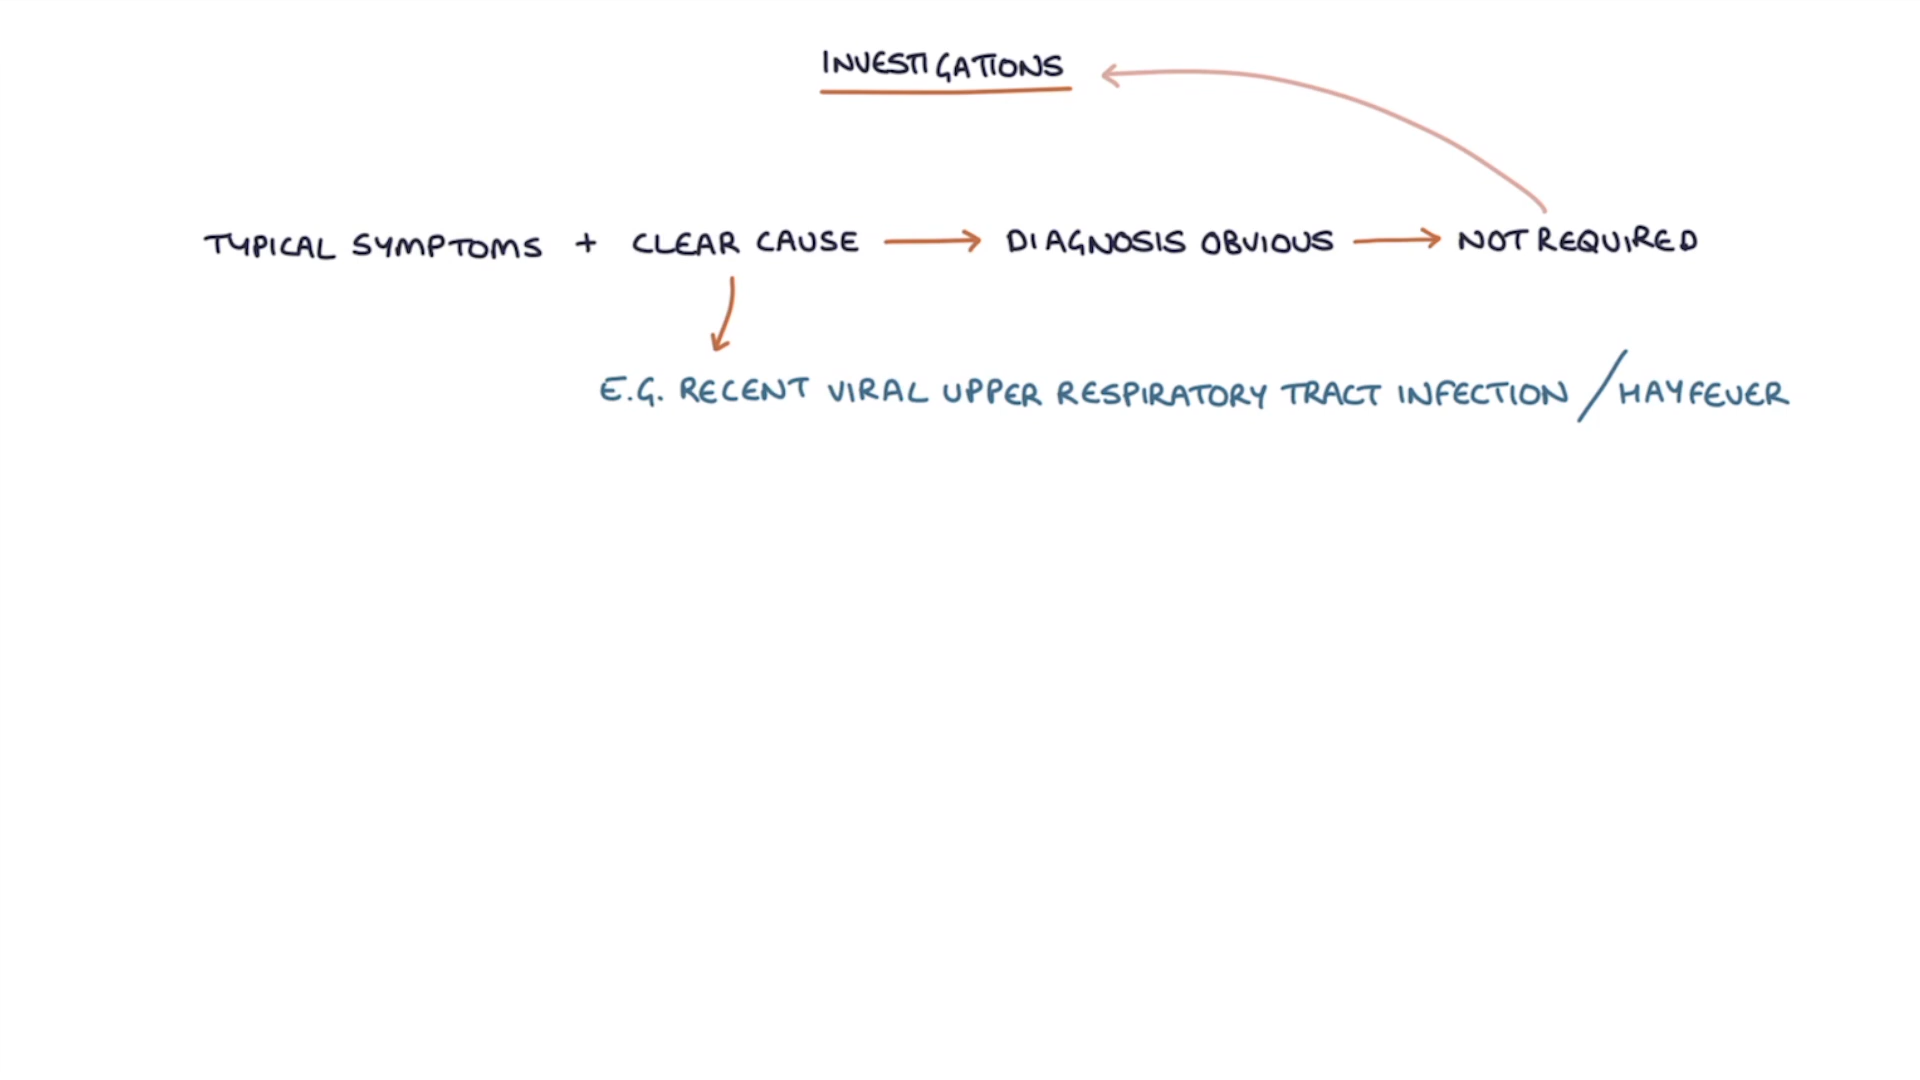 INVESTIGATIONS
TYPICAL SYMPTOMS + CLEAR CAUSE → DIAGNOSIS OBVIOUS → NOT REQUIRED
E.G. RECENT VIRAL UPPER RESPIRATORY TRACT INFECTION / HAYFEVER